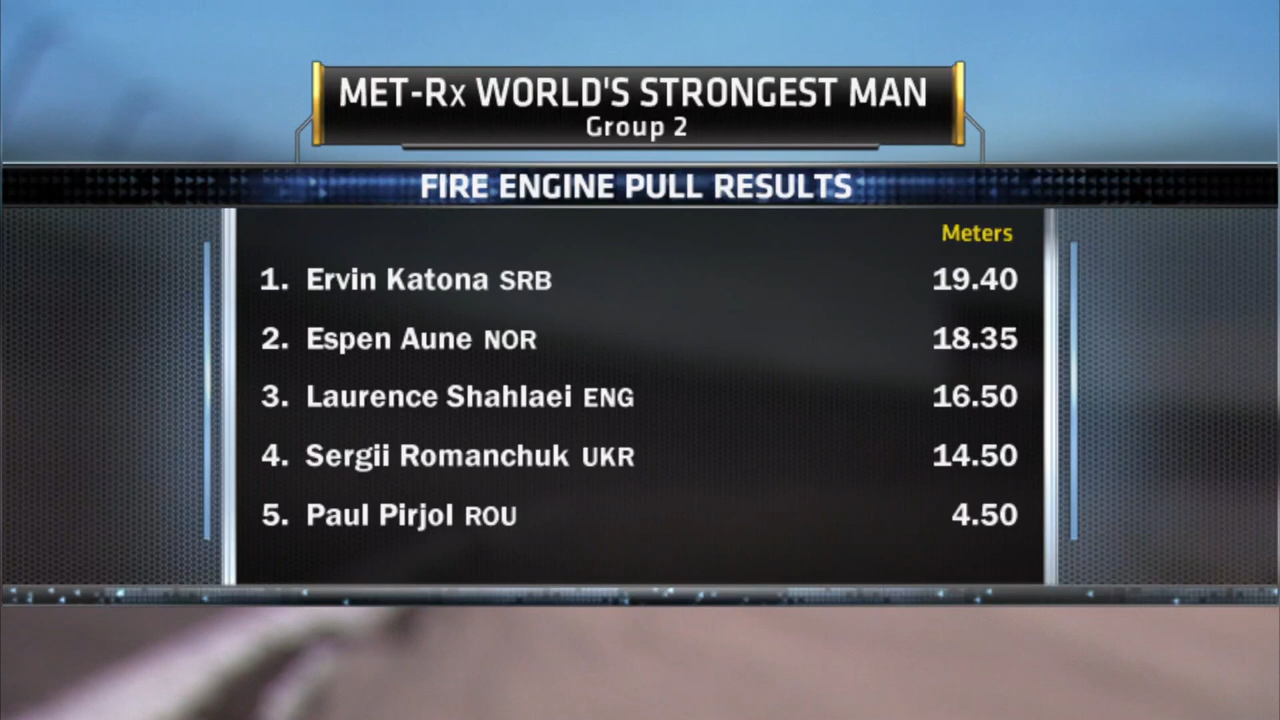 MET-Rx WORLD'S STRONGEST MAN
Group 2
FIRE ENGINE PULL RESULTS
Meters
1. Ervin Katona SRB 19.40
2. Espen Aune NOR 18.35
3. Laurence Shahlaei ENG 16.50
4. Sergii Romanchuk UKR 14.50
5. Paul Pirjol ROU 4.50